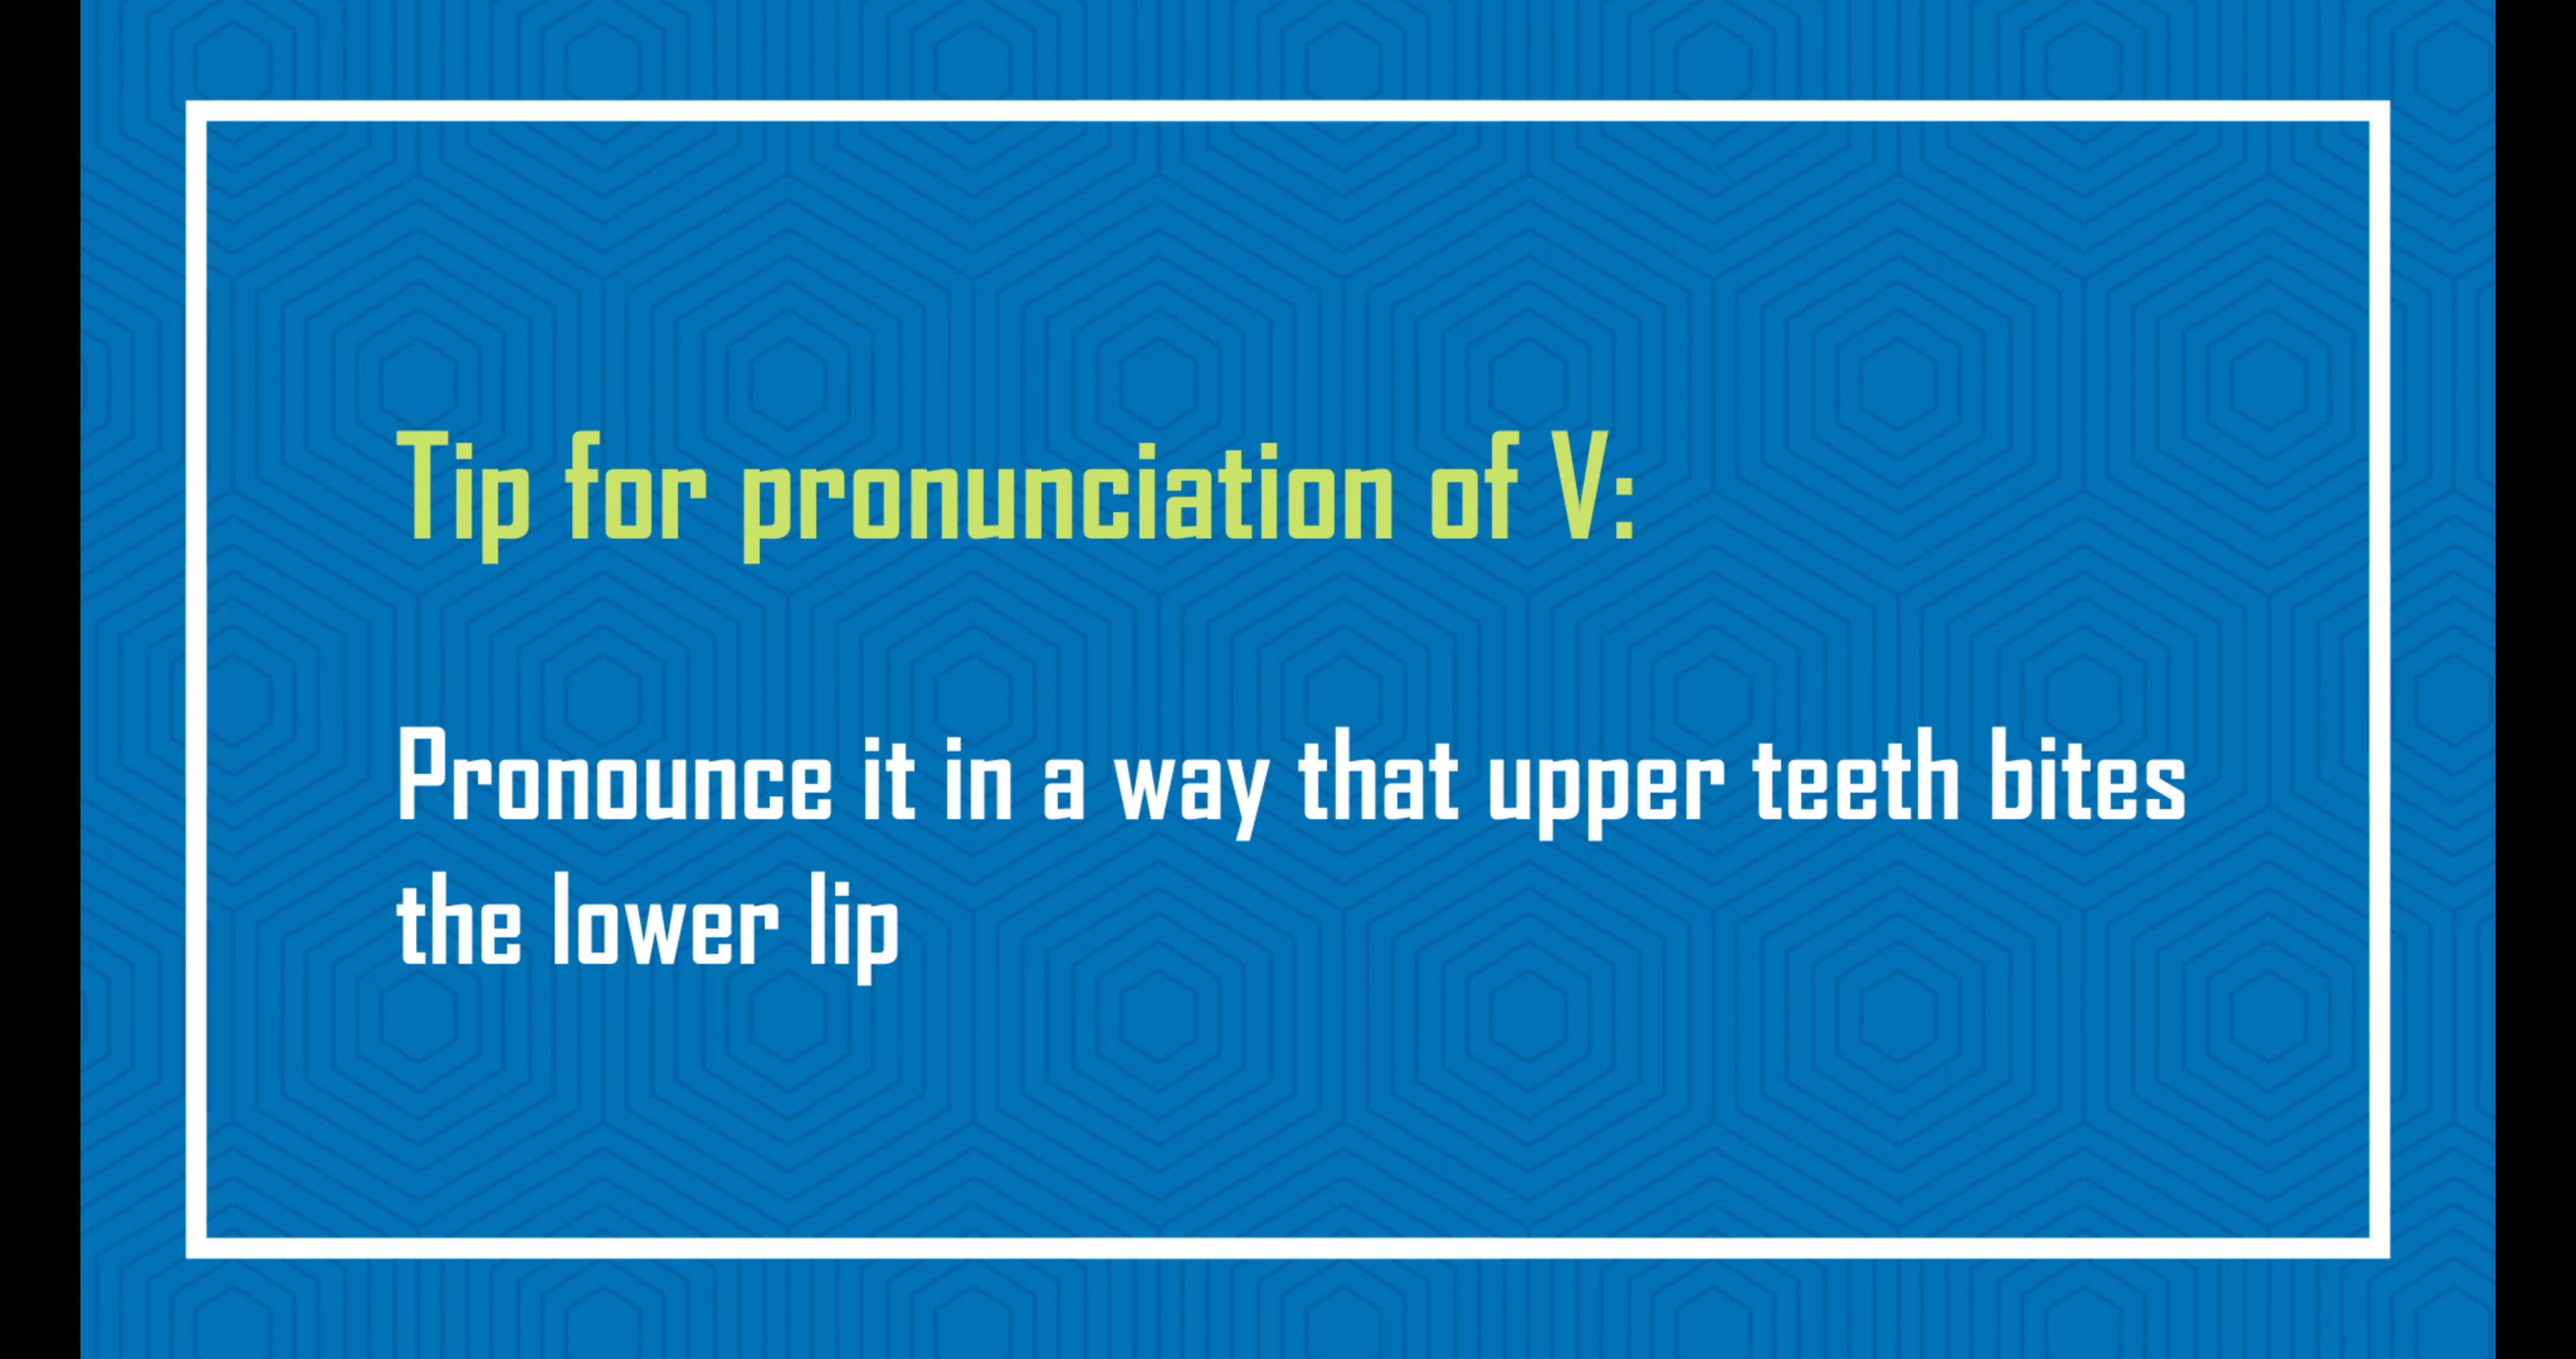 Tip for pronunciation of V:
Pronounce it in a way that upper teeth bites
the lower lip